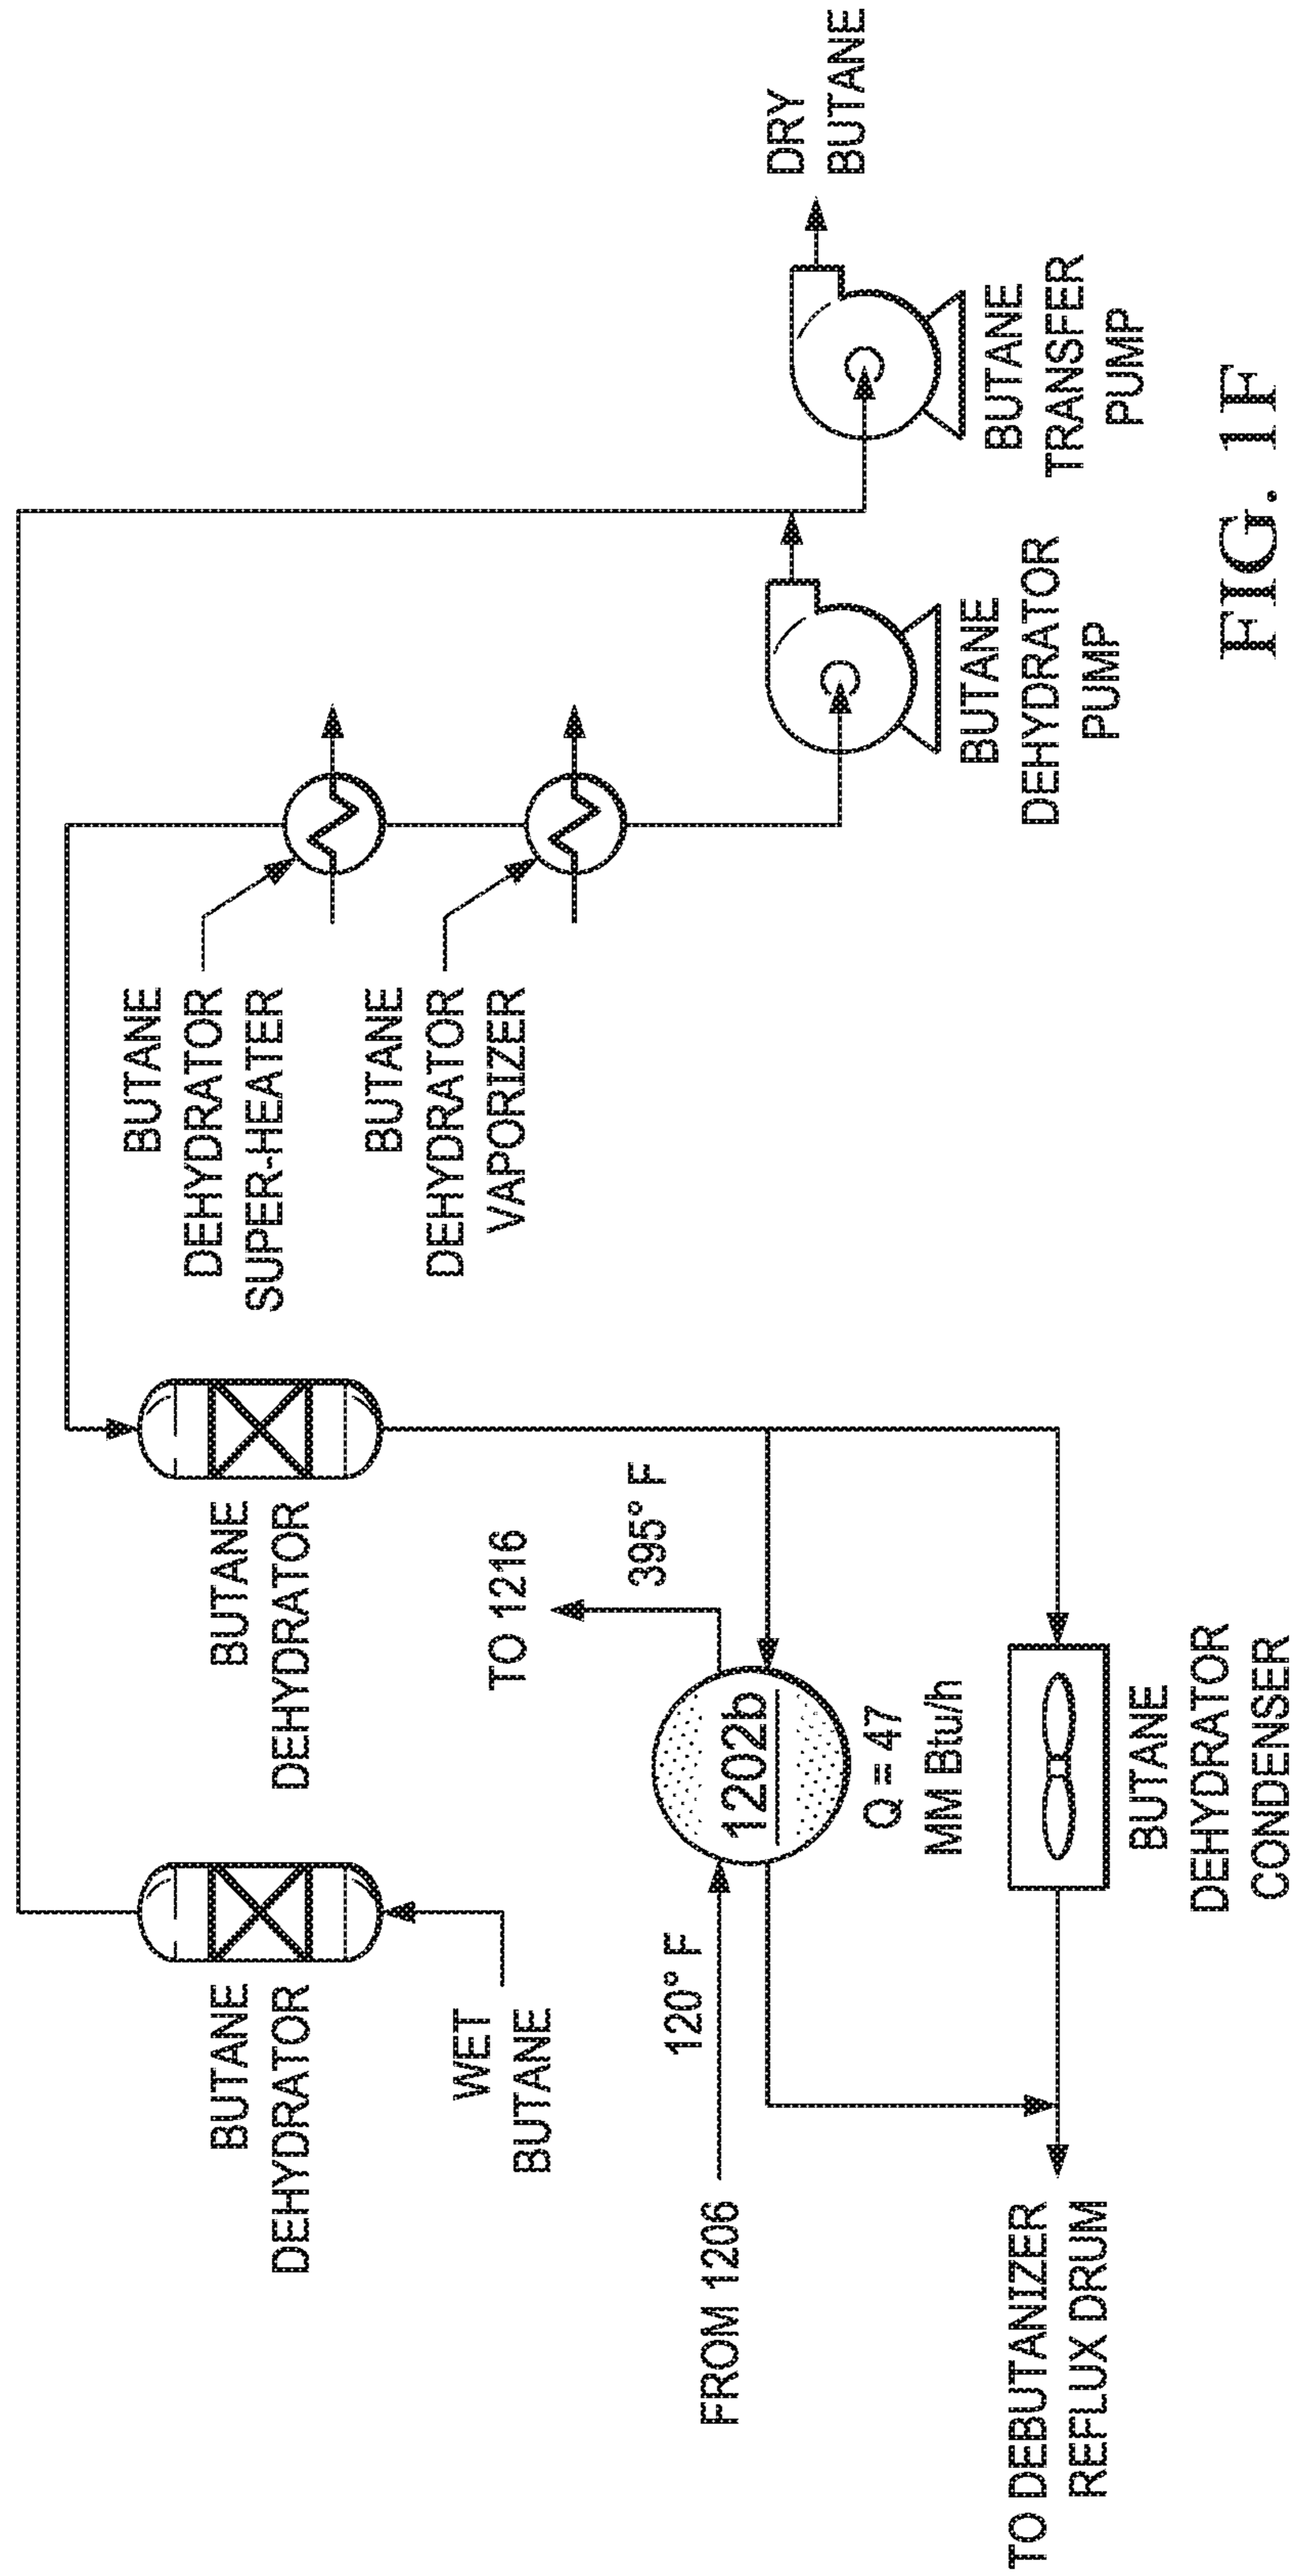 BUTANE
DEHYDRATOR
WET
BUTANE
BUTANE
DEHYDRATOR
BUTANE
DEHYDRATOR
SUPER-HEATER
BUTANE
DEHYDRATOR
VAPORIZER
TO 1216
395° F
120° F
FROM 1206
1202b
Q = 47
MM Btu/h
TO DEBUTANIZER
REFLUX DRUM
BUTANE
DEHYDRATOR
CONDENSER
BUTANE
DEHYDRATOR
PUMP
BUTANE
TRANSFER
PUMP
DRY
BUTANE
FIG. 1F